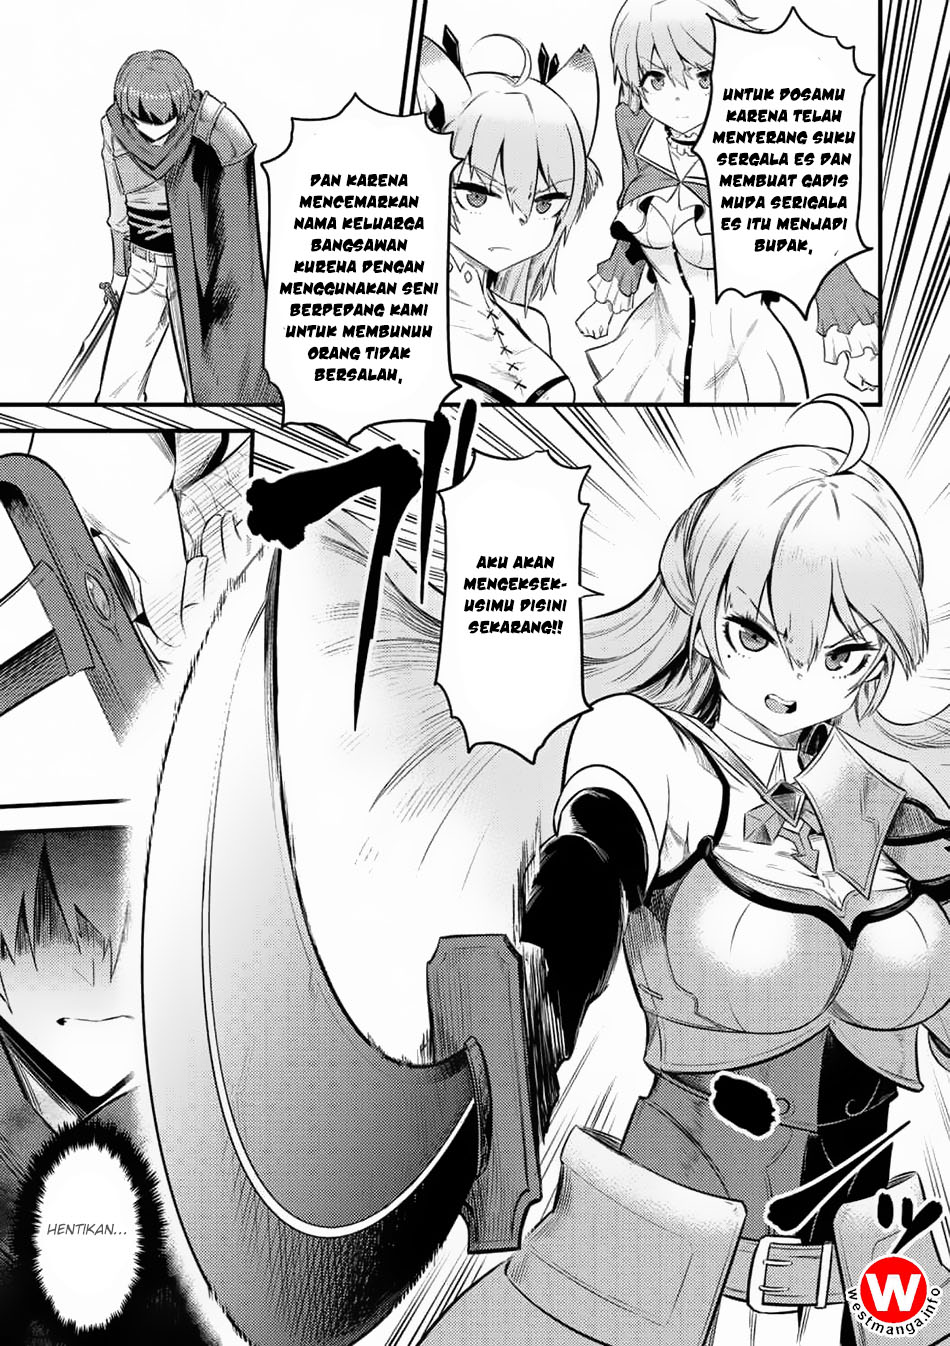 UNTUK DOSAMU
KARENA TELAH
MENYERANG SUKU
SERGALA ES DAN
MEMBUAT GADIS
MUDA SERIGALA
ES ITU MENJADI
BUDAK,
DAN KARENA
MENCEMARKAN
NAMA KELUARGA
BANGSAWAN
KUREHA DENGAN
MENGGUNAKAN SENI
BERPEDANG KAMI
UNTUK MEMBUNUH
ORANG TIDAK
BERSALAH,
AKU AKAN
MENGEKSEK-
USIMU DISINI
SEKARANG!!
HENTIKAN...
ッ
W
westmanga.info